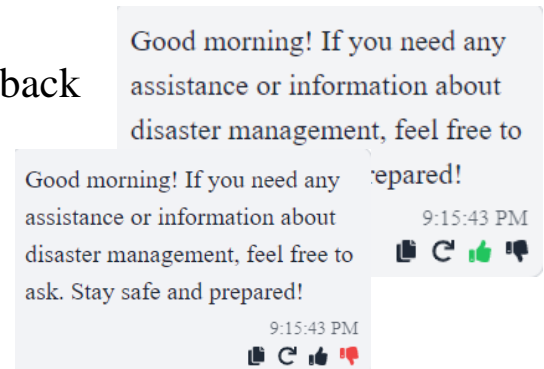 back
Good morning! If you need any
assistance or information about
disaster management, feel free to
repared!
9:15:43 PM
Good morning! If you need any
assistance or information about
disaster management, feel free to
ask. Stay safe and prepared!
9:15:43 PM